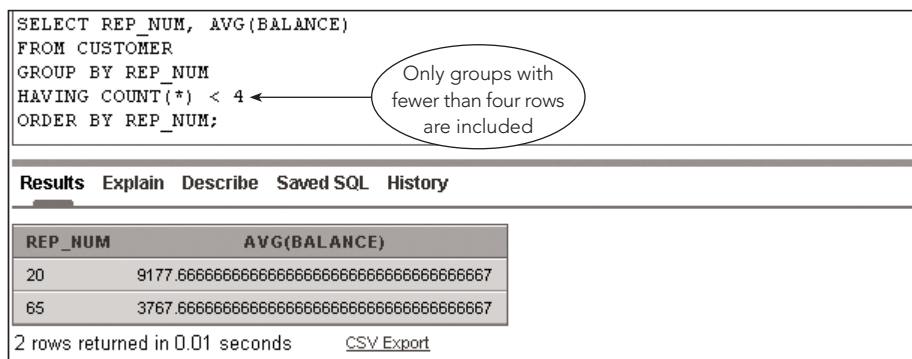 SELECT REP_NUM, AVG(BALANCE)
FROM CUSTOMER
GROUP BY REP_NUM
HAVING COUNT(*) < 4
ORDER BY REP_NUM;
Only groups with
fewer than four rows
are included
Results Explain Describe Saved SQL History
REP_NUM AVG(BALANCE)
20 9177.66666666666666666666666666666667
65 3767.66666666666666666666666666666667
2 rows returned in 0.01 seconds CSV Export